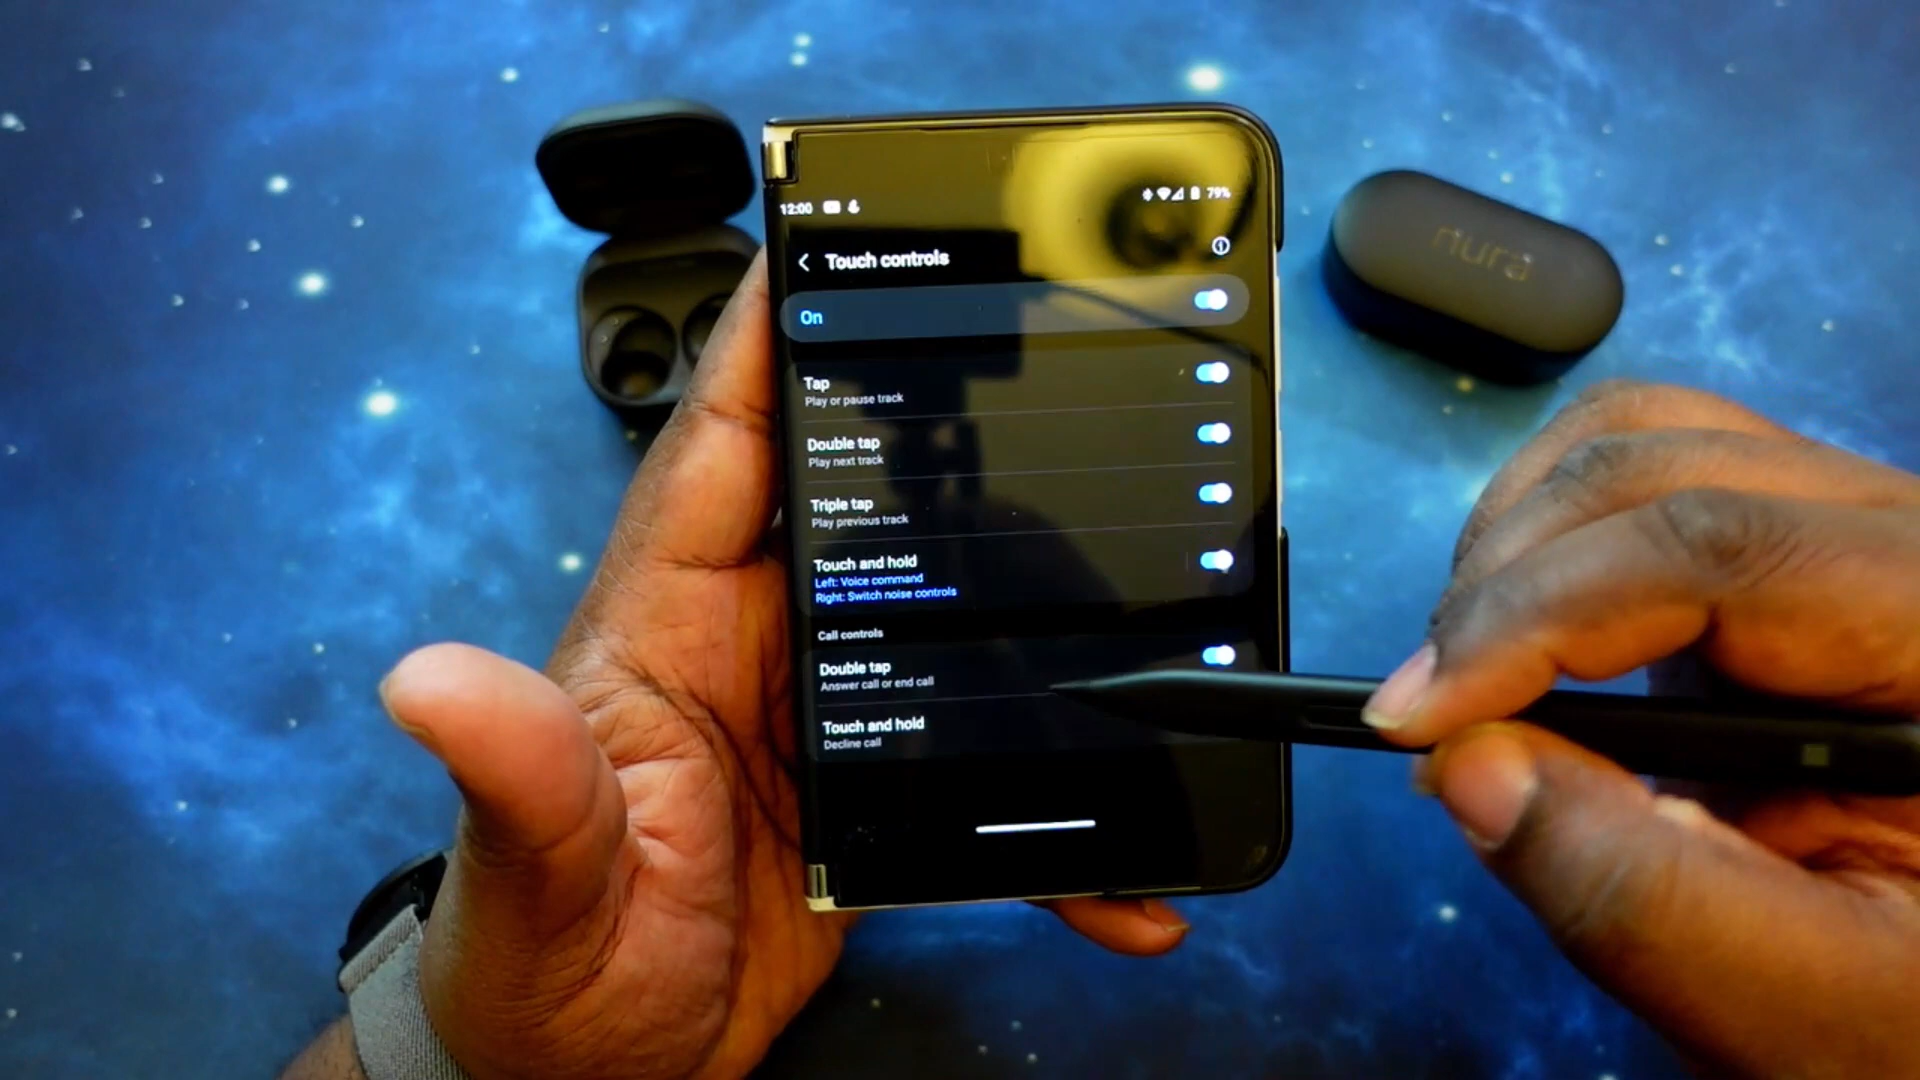 12:00
79%
Touch controls
On
Tap
Play or pause track
Double tap
Play next track
Triple tap
Play previous track
Touch and hold
Left: Voice command
Right: Switch noise controls
Call controls
Double tap
Answer call or end call
Touch and hold
Decline call
nura